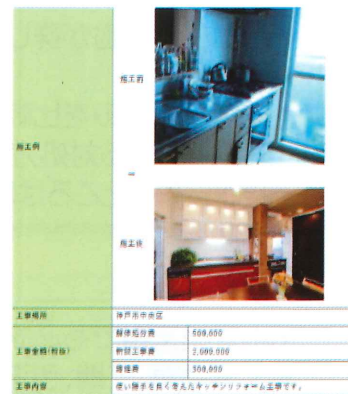 施工前
施工例
施工後
工事場所 神戸市中央区
解体処分費 500,000
工事金額(税抜) 新設工事費 2,000,000
諸経費 300,000
工事内容 使い勝手を良く考えたキッチンリフォーム工事です。